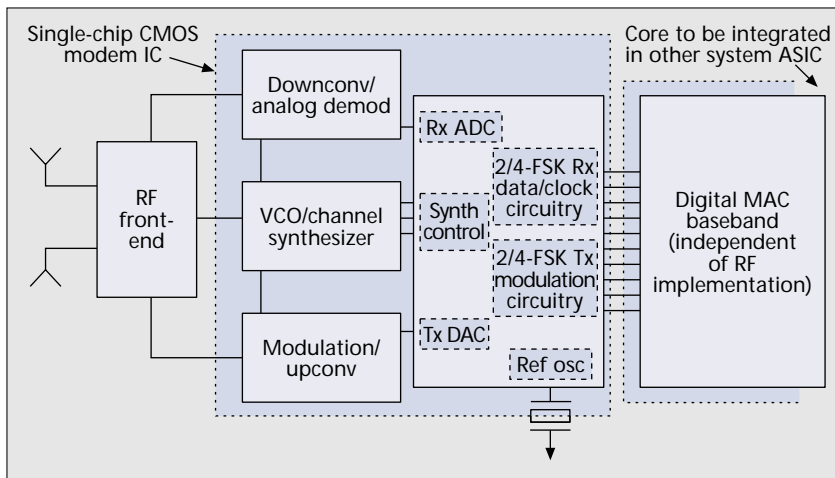 Single-chip CMOS
modem IC
Core to be integrated
in other system ASIC
Downconv/
analog demod
Rx ADC
RF
front-
end
VCO/channel
synthesizer
Synth
control
2/4-FSK Rx
data/clock
circuitry
2/4-FSK Tx
modulation
circuitry
Digital MAC
baseband
(independent
of RF
implementation)
Modulation/
upconv
Tx DAC
Ref osc